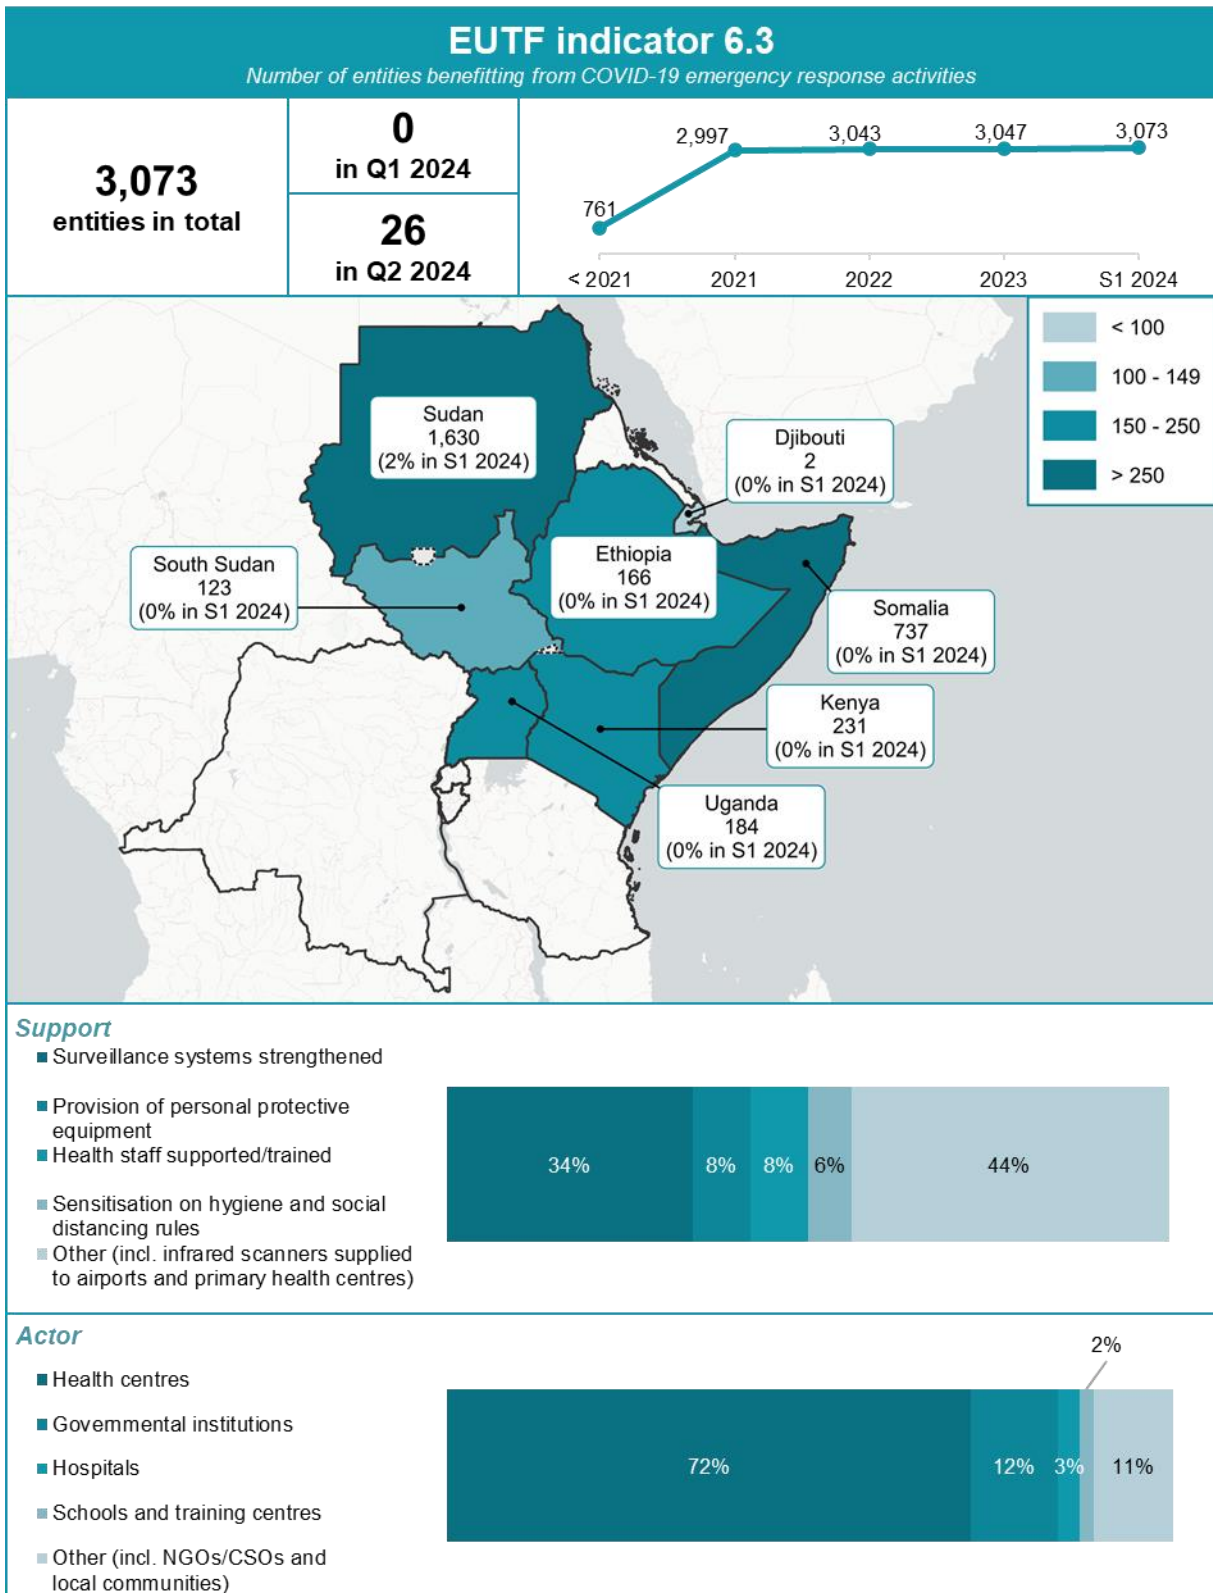 EUTF indicator 6.3
Number of entities benefitting from COVID-19 emergency response activities
3,073
entities in total
0
in Q1 2024
26
in Q2 2024
761
2,997
3,043
3,047
3,073
< 2021
2021
2022
2023
S1 2024
< 100
100 - 149
150 - 250
> 250
Sudan
1,630
(2% in S1 2024)
Djibouti
2
(0% in S1 2024)
South Sudan
123
(0% in S1 2024)
Ethiopia
166
(0% in S1 2024)
Somalia
737
(0% in S1 2024)
Kenya
231
(0% in S1 2024)
Uganda
184
(0% in S1 2024)
Support
Surveillance systems strengthened
Provision of personal protective
equipment
Health staff supported/trained
Sensitisation on hygiene and social
distancing rules
Other (incl. infrared scanners supplied
to airports and primary health centres)
34%
8%
8%
6%
44%
Actor
Health centres
Governmental institutions
Hospitals
Schools and training centres
Other (incl. NGOs/CSOs and
local communities)
72%
12%
3%
2%
11%